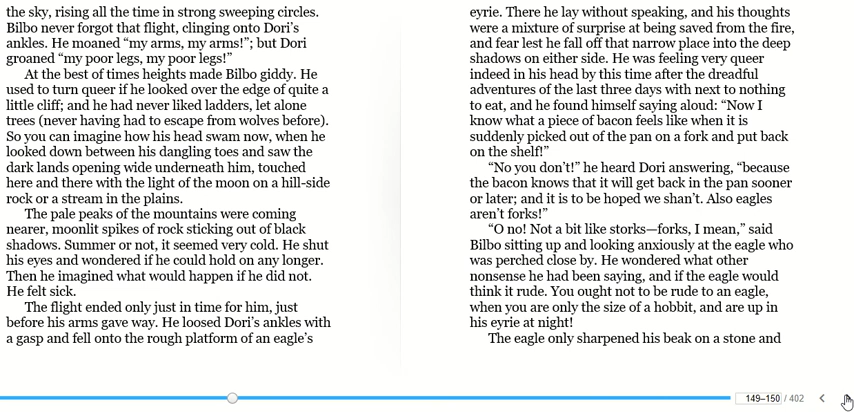 the sky, rising all the time in strong sweeping circles.
Bilbo never forgot that flight, clinging onto Dori’s
ankles. He moaned “my arms, my arms!”; but Dori
groaned “my poor legs, my poor legs!”
At the best of times heights made Bilbo giddy. He
used to turn queer if he looked over the edge of quite a
little cliff; and he had never liked ladders, let alone
trees (never having had to escape from wolves before).
So you can imagine how his head swam now, when he
looked down between his dangling toes and saw the
dark lands opening wide underneath him, touched
here and there with the light of the moon on a hill-side
rock or a stream in the plains.
The pale peaks of the mountains were coming
nearer, moonlit spikes of rock sticking out of black
shadows. Summer or not, it seemed very cold. He shut
his eyes and wondered if he could hold on any longer.
Then he imagined what would happen if he did not.
He felt sick.
The flight ended only just in time for him, just
before his arms gave way. He loosed Dori’s ankles with
a gasp and fell onto the rough platform of an eagle’s
eyrie. There he lay without speaking, and his thoughts
were a mixture of surprise at being saved from the fire,
and fear lest he fall off that narrow place into the deep
shadows on either side. He was feeling very queer
indeed in his head by this time after the dreadful
adventures of the last three days with next to nothing
to eat, and he found himself saying aloud: “Now I
know what a piece of bacon feels like when it is
suddenly picked out of the pan on a fork and put back
on the shelf!”
“No you don’t!” he heard Dori answering, “because
the bacon knows that it will get back in the pan sooner
or later; and it is to be hoped we shan’t. Also eagles
aren’t forks!”
“O no! Not a bit like storks—forks, I mean,” said
Bilbo sitting up and looking anxiously at the eagle who
was perched close by. He wondered what other
nonsense he had been saying, and if the eagle would
think it rude. You ought not to be rude to an eagle,
when you are only the size of a hobbit, and are up in
his eyrie at night!
The eagle only sharpened his beak on a stone and
149–150 / 402